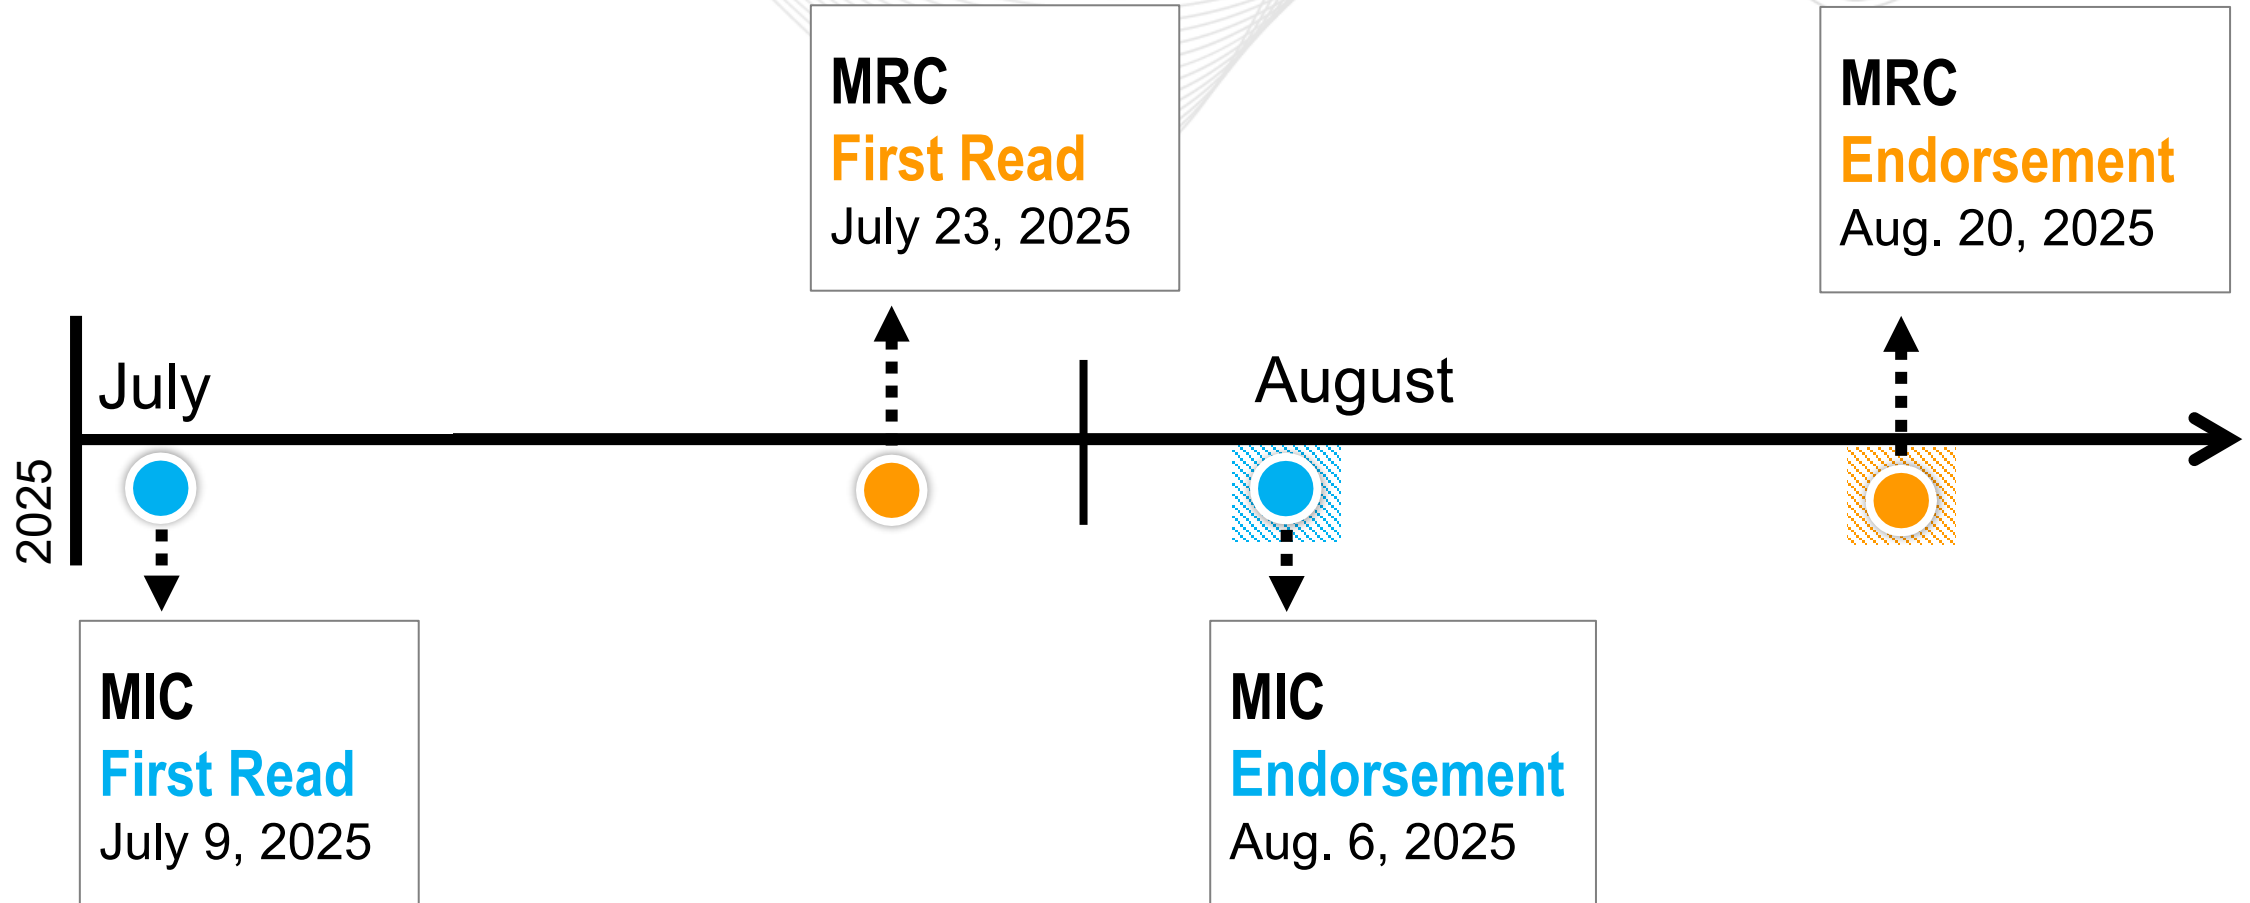 MRC
First Read
July 23, 2025
MRC
Endorsement
Aug. 20, 2025
July
August
2025
MIC
First Read
July 9, 2025
MIC
Endorsement
Aug. 6, 2025